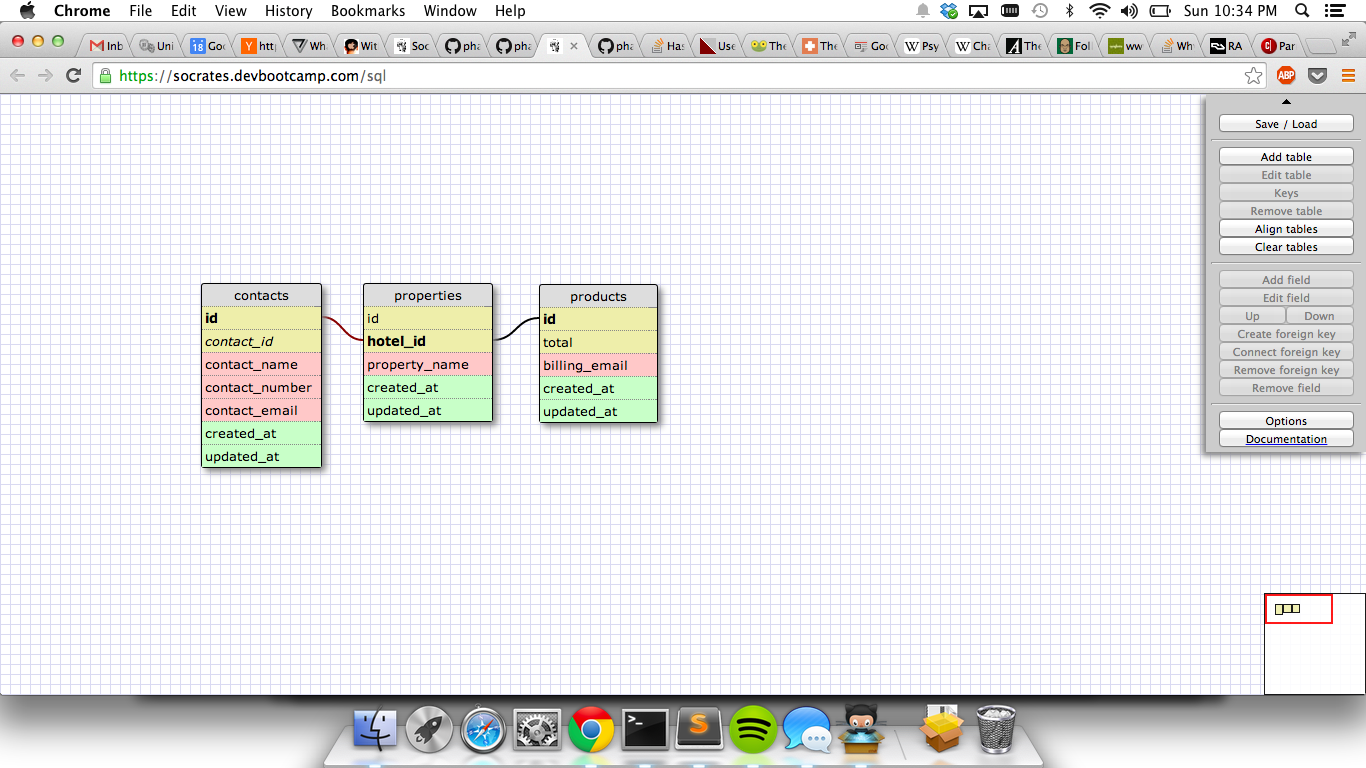 Chrome File Edit View History Bookmarks Window Help Sun 10:34 PM
Inb Uni 18 Goo Y htt Wh Wit Soc pha pha × pha Has Use The The Goo W Psy W Cha A The Fol ww Wh RA Par
https://socrates.devbootcamp.com/sql ABP
Save / Load
Add table
Edit table
Keys
Remove table
Align tables
Clear tables
Add field
Edit field
Up Down
Create foreign key
Connect foreign key
Remove foreign key
Remove field
Options
Documentation
contacts
id
contact_id
contact_name
contact_number
contact_email
created_at
updated_at
properties
id
hotel_id
property_name
created_at
updated_at
products
id
total
billing_email
created_at
updated_at